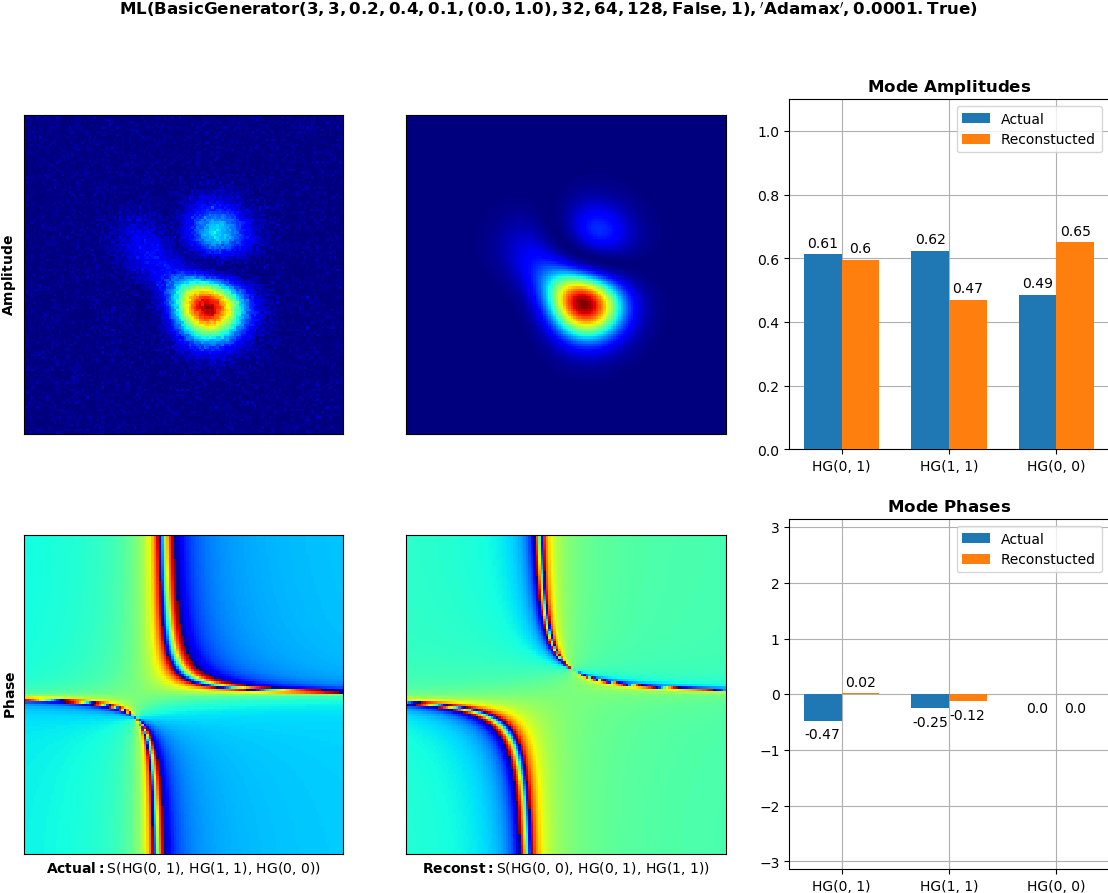 ML(BasicGenerator(3, 3, 0.2, 0.4, 0.1, (0.0, 1.0), 32, 64, 128, False, 1), ′Adamax′, 0.0001. True)
Amplitude
Mode Amplitudes
Actual
Reconstucted
1.0
0.8
0.6
0.4
0.2
0.0
0.61
0.6
0.62
0.47
0.49
0.65
HG(0, 1)
HG(1, 1)
HG(0, 0)
Phase
Actual: S(HG(0, 1), HG(1, 1), HG(0, 0))
Reconst: S(HG(0, 0), HG(0, 1), HG(1, 1))
Mode Phases
Actual
Reconstucted
3
2
1
0
−1
−2
−3
-0.47
0.02
-0.25
-0.12
0.0
0.0
HG(0, 1)
HG(1, 1)
HG(0, 0)